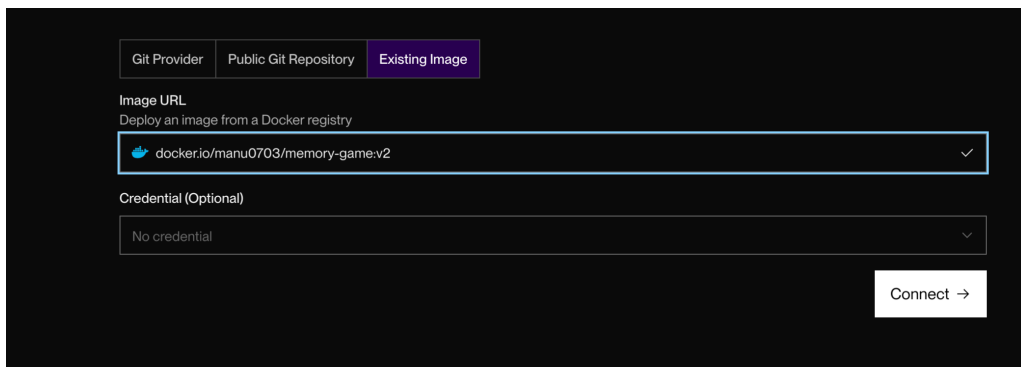 Git Provider Public Git Repository Existing Image
Image URL
Deploy an image from a Docker registry
docker.io/manu0703/memory-game:v2
Credential (Optional)
No credential
Connect →